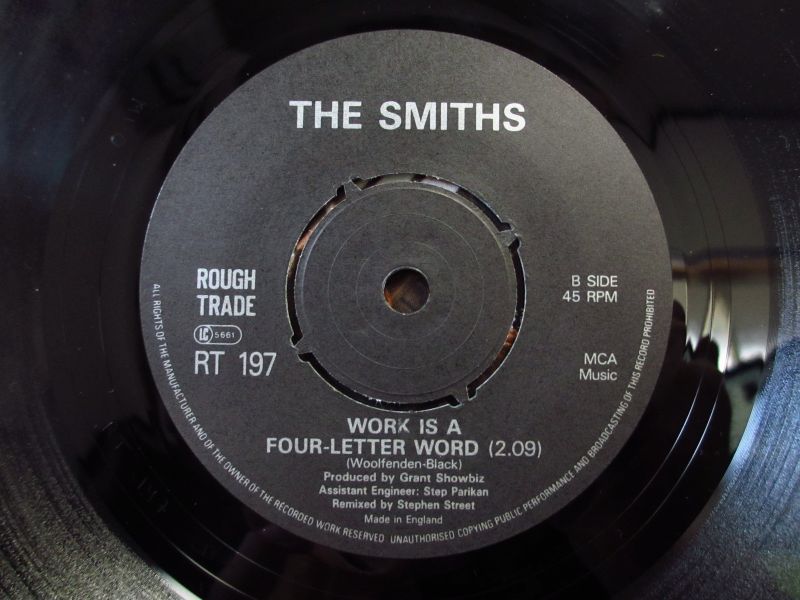 THE SMITHS
ROUGH
TRADE
LC 5661
RT 197
B SIDE
45 RPM
MCA
Music
WORK IS A
FOUR-LETTER WORD (2.09)
(Woolfenden-Black)
Produced by Grant Showbiz
Assistant Engineer: Step Parikan
Remixed by Stephen Street
Made in England
ALL RIGHTS OF THE MANUFACTURER AND OF THE OWNER OF THE RECORDED WORK RESERVED UNAUTHORISED COPYING PUBLIC PERFORMANCE AND BROADCASTING OF THIS RECORD PROHIBITED